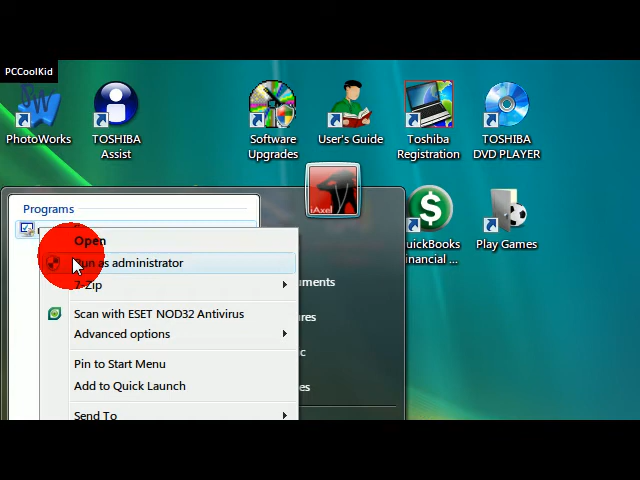 PCCoolKid
PhotoWorks
TOSHIBA
Assist
Software
Upgrades
User's Guide
Toshiba
Registration
TOSHIBA
DVD PLAYER
iAxel
Programs
Open
Run as administrator
7-Zip
Scan with ESET NOD32 Antivirus
Advanced options
Pin to Start Menu
Add to Quick Launch
Send To
QuickBooks
Financial ...
Play Games